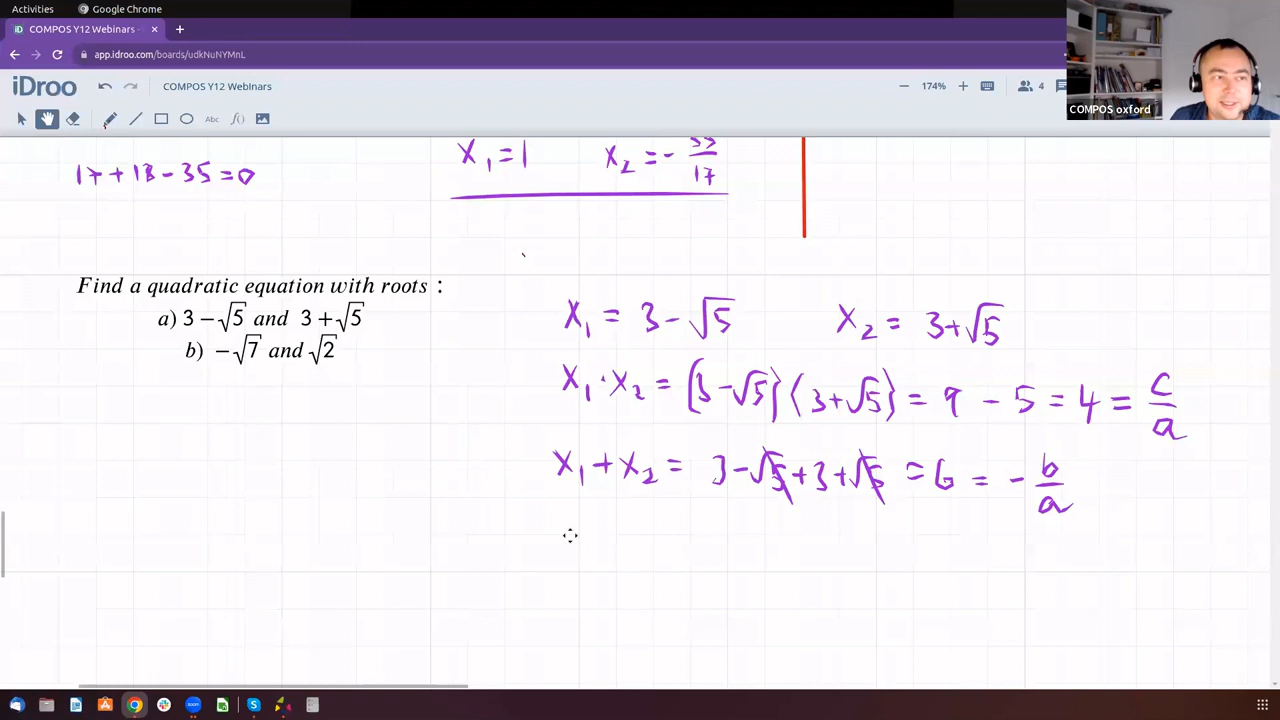 Activities Google Chrome
COMPOS Y12 Webinars
app.idroo.com/boards/udkNuNYMnL
iDroo COMPOS Y12 Webinars 174% 4
Abc f()
COMPOS oxford
17+18-35=0
x₁=1 x₂=-35/17
Find a quadratic equation with roots :
a) 3-√5 and 3+√5
b) -√7 and √2
x₁ = 3-√5 x₂ = 3+√5
x₁·x₂ = (3-√5)(3+√5) = 9 - 5 = 4 = c/a
x₁+x₂ = 3-√5+3+√5 = 6 = -b/a